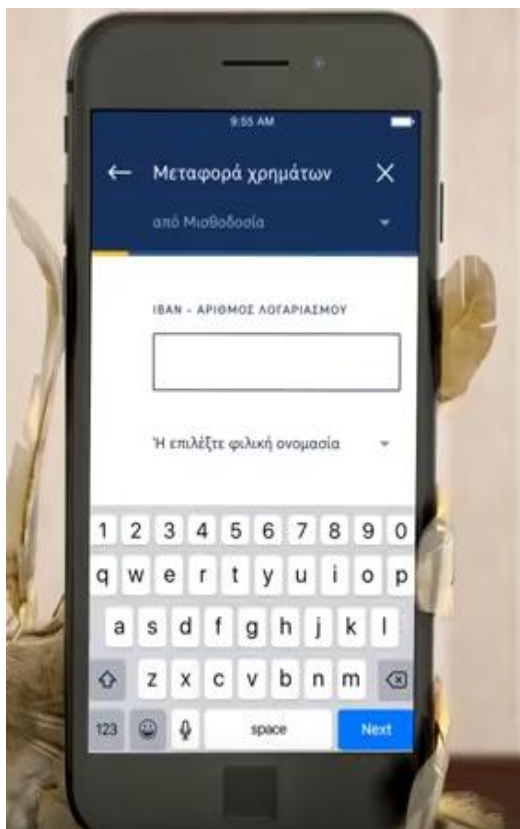 9:55 AM
Μεταφορά χρημάτων
από Μισθοδοσία
IBAN - ΑΡΙΘΜΟΣ ΛΟΓΑΡΙΑΣΜΟΥ
Ή επιλέξτε φιλική ονομασία
1 2 3 4 5 6 7 8 9 0
q w e r t y u i o p
a s d f g h j k l
z x c v b n m
123 space Next